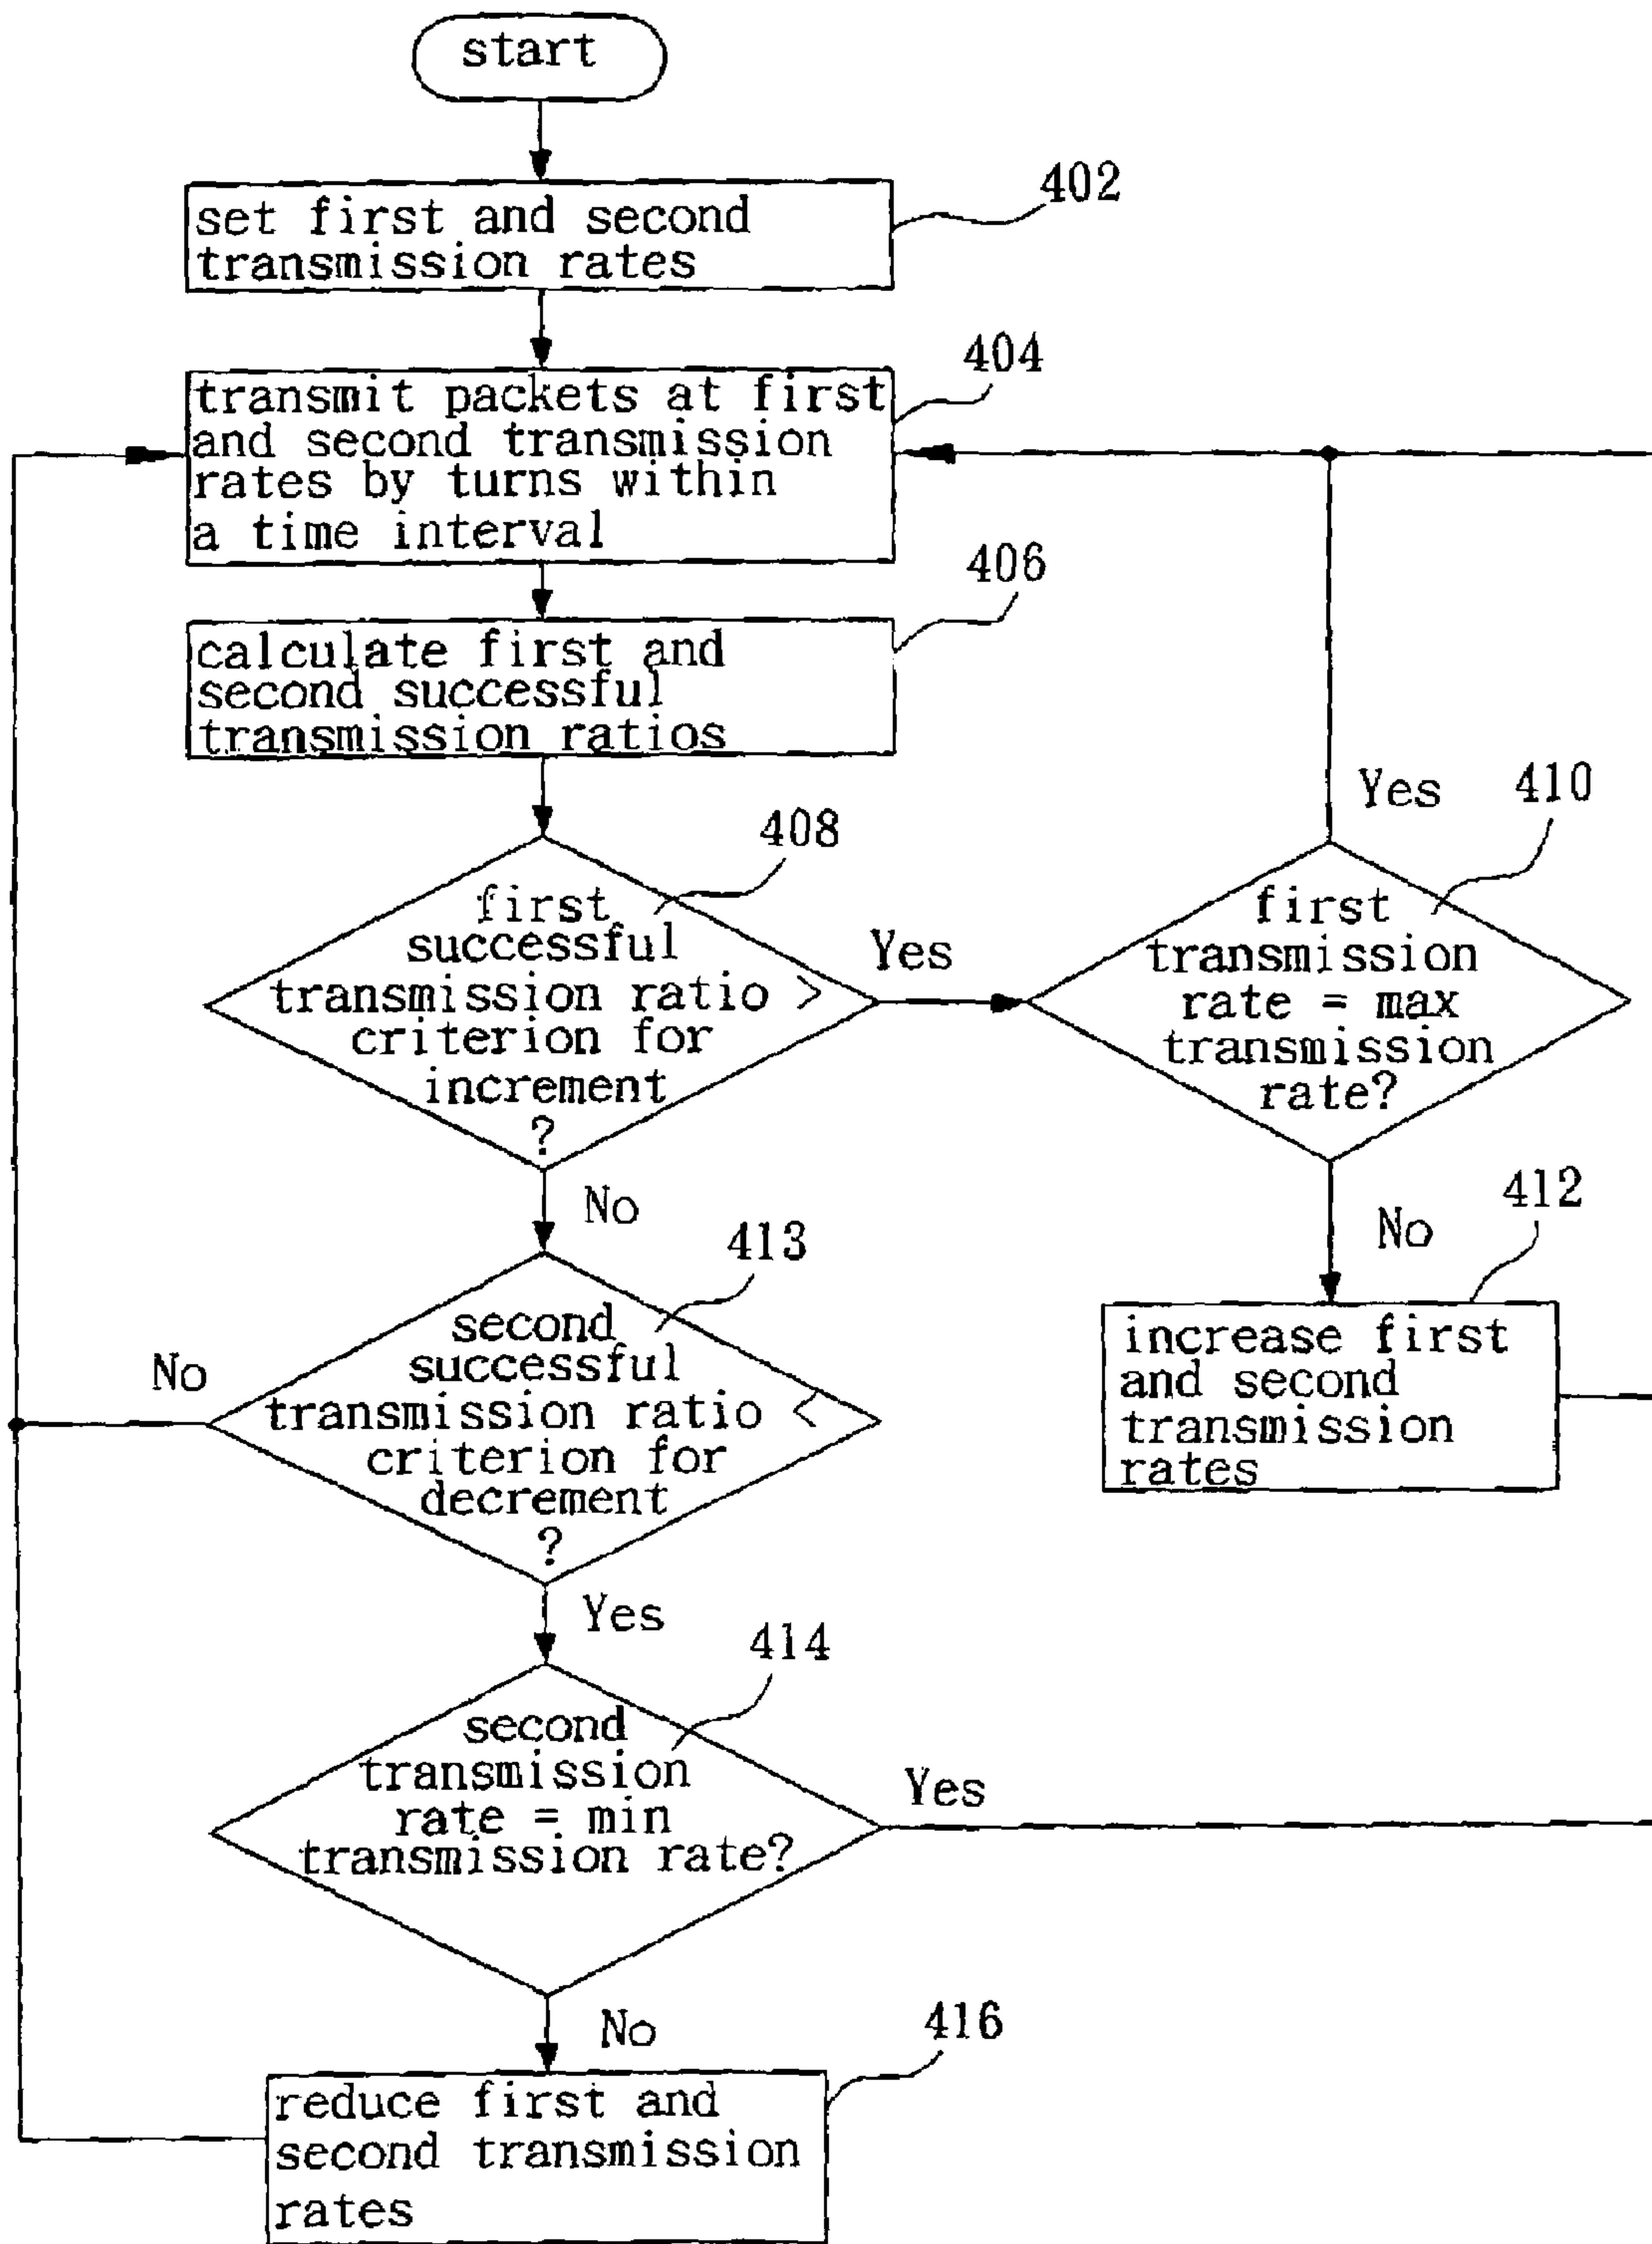 start
402
set first and second
transmission rates
404
transmit packets at first
and second transmission
rates by turns within
a time interval
406
calculate first and
second successful
transmission ratios
408
first
successful
transmission ratio >
criterion for
increment
?
Yes
No
410
first
transmission
rate = max
transmission
rate?
Yes
No
412
increase first
and second
transmission
rates
413
second
successful
transmission ratio <
criterion for
decrement
?
No
Yes
414
second
transmission
rate = min
transmission rate?
Yes
No
416
reduce first and
second transmission
rates